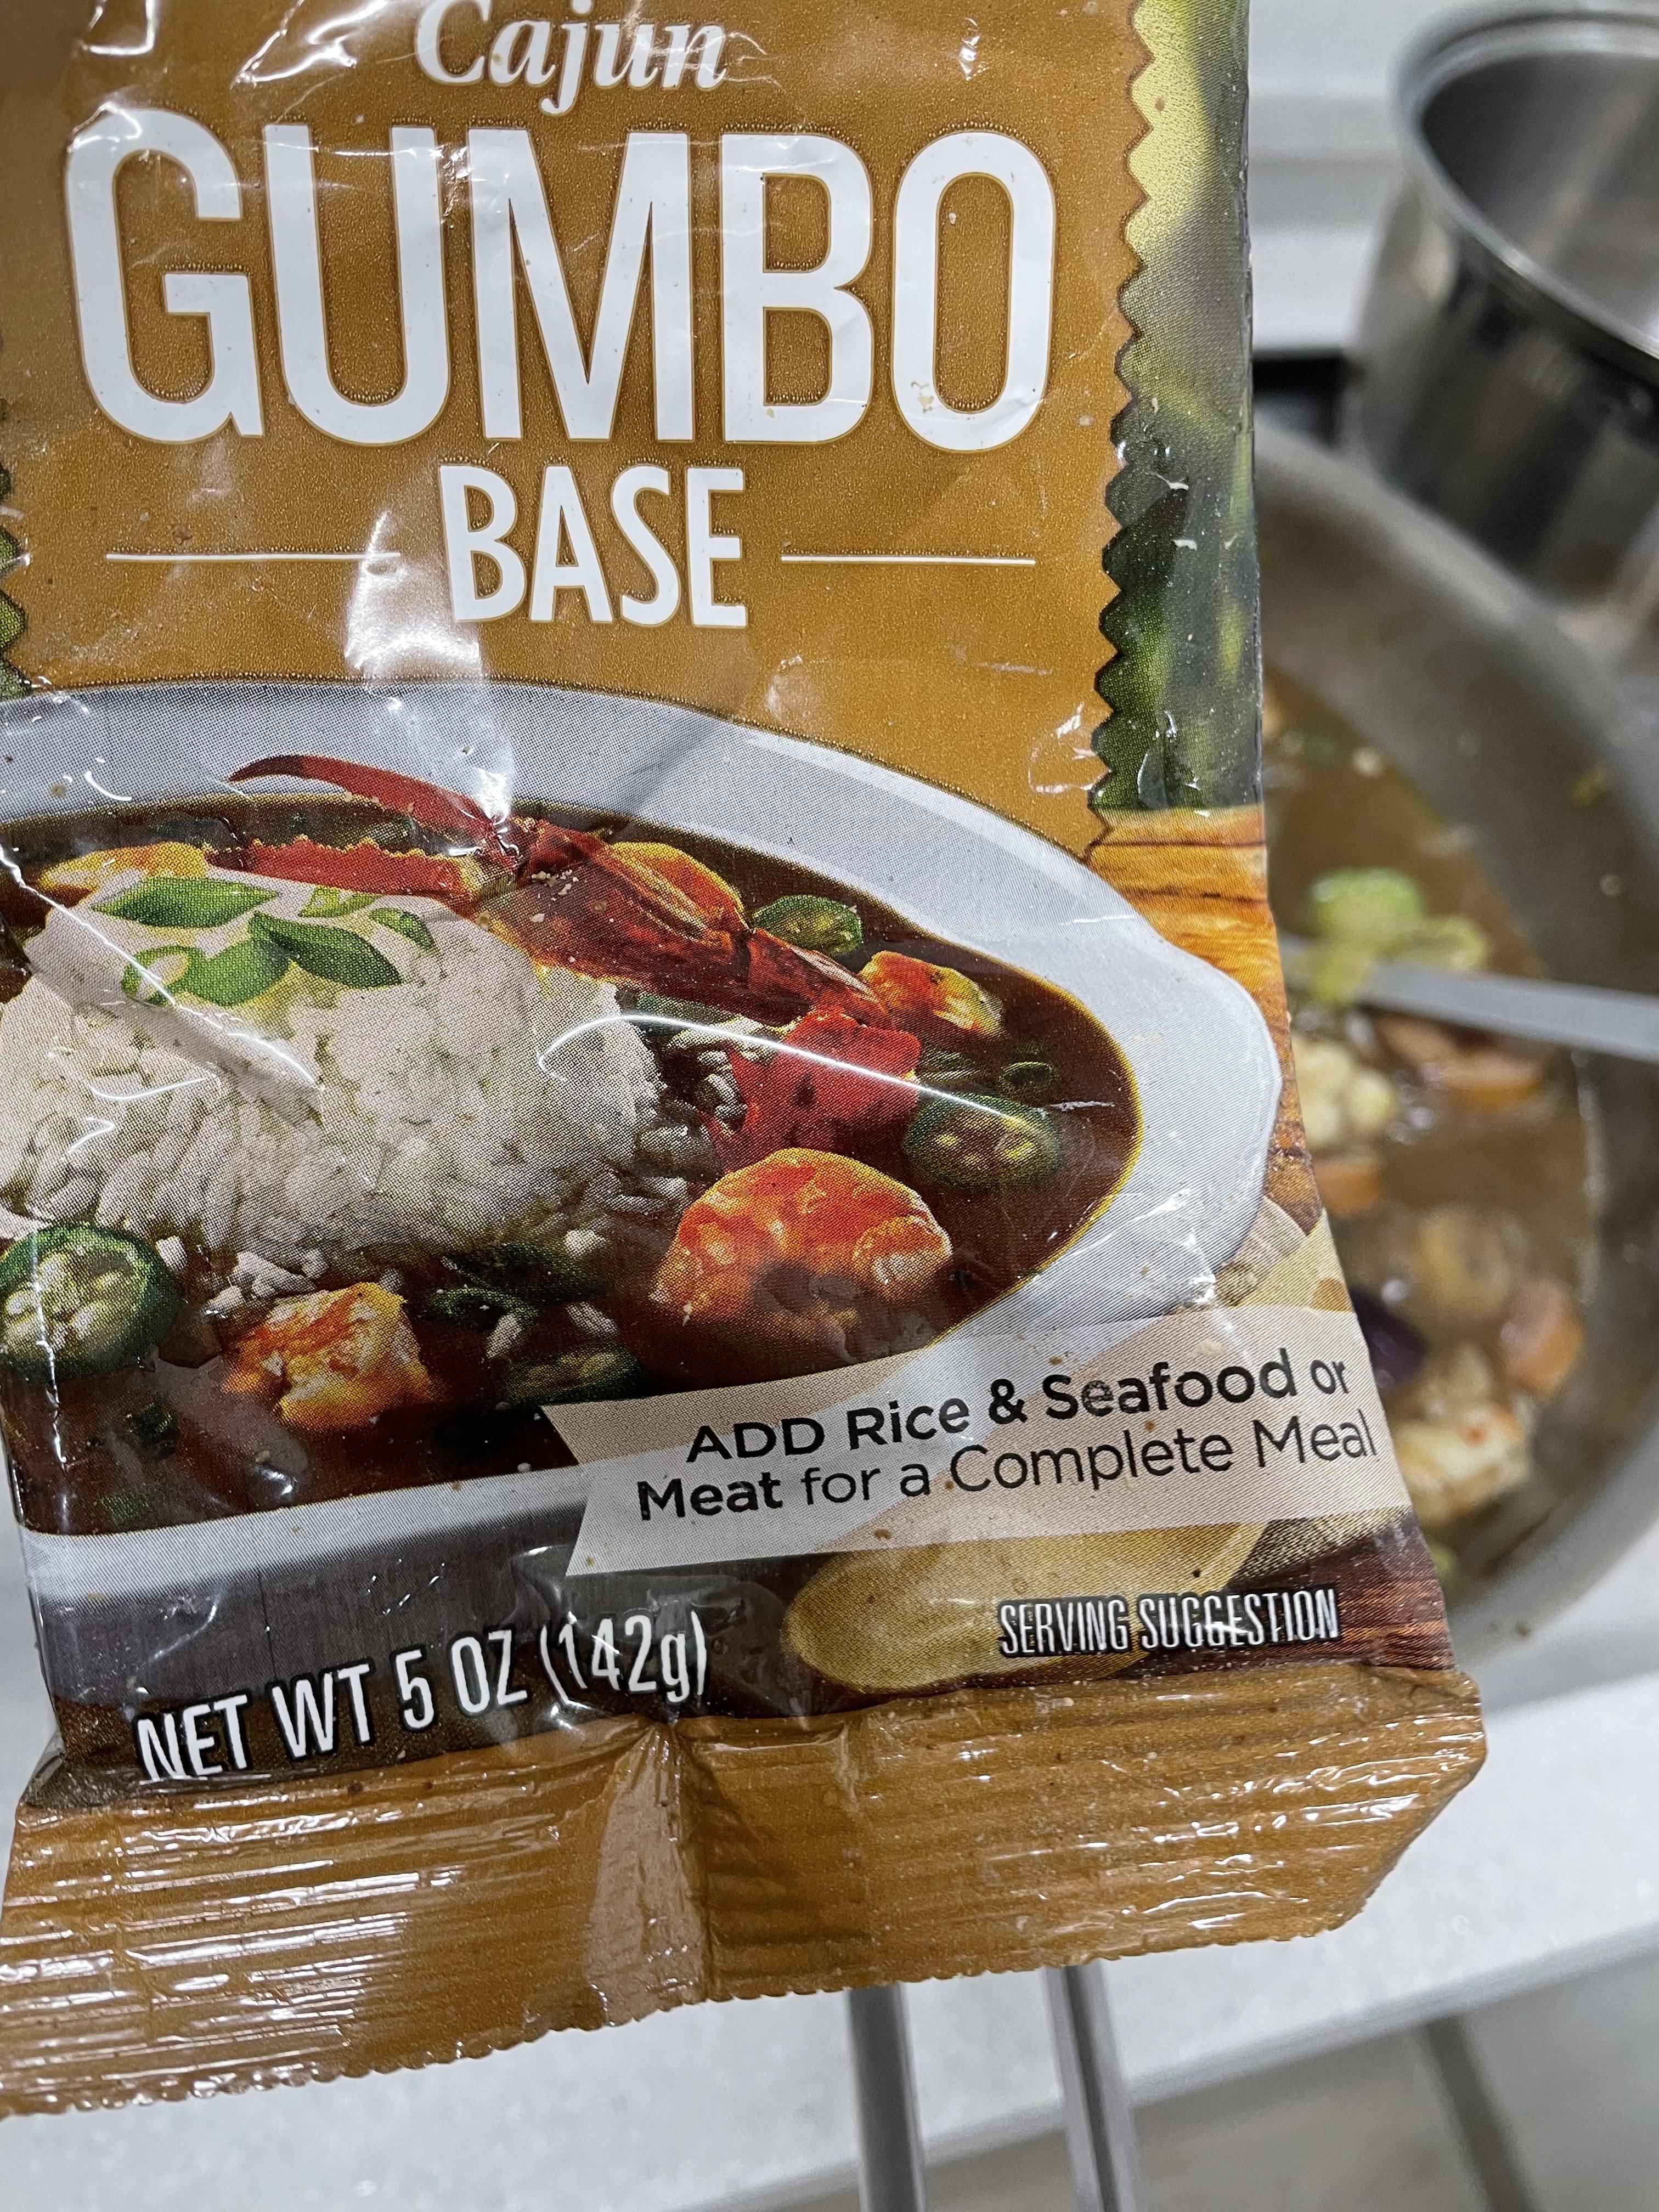 Cajun
GUMBO
BASE
ADD Rice & Seafood or
Meat for a Complete Meal
SERVING SUGGESTION
NET WT 5 OZ (142g)